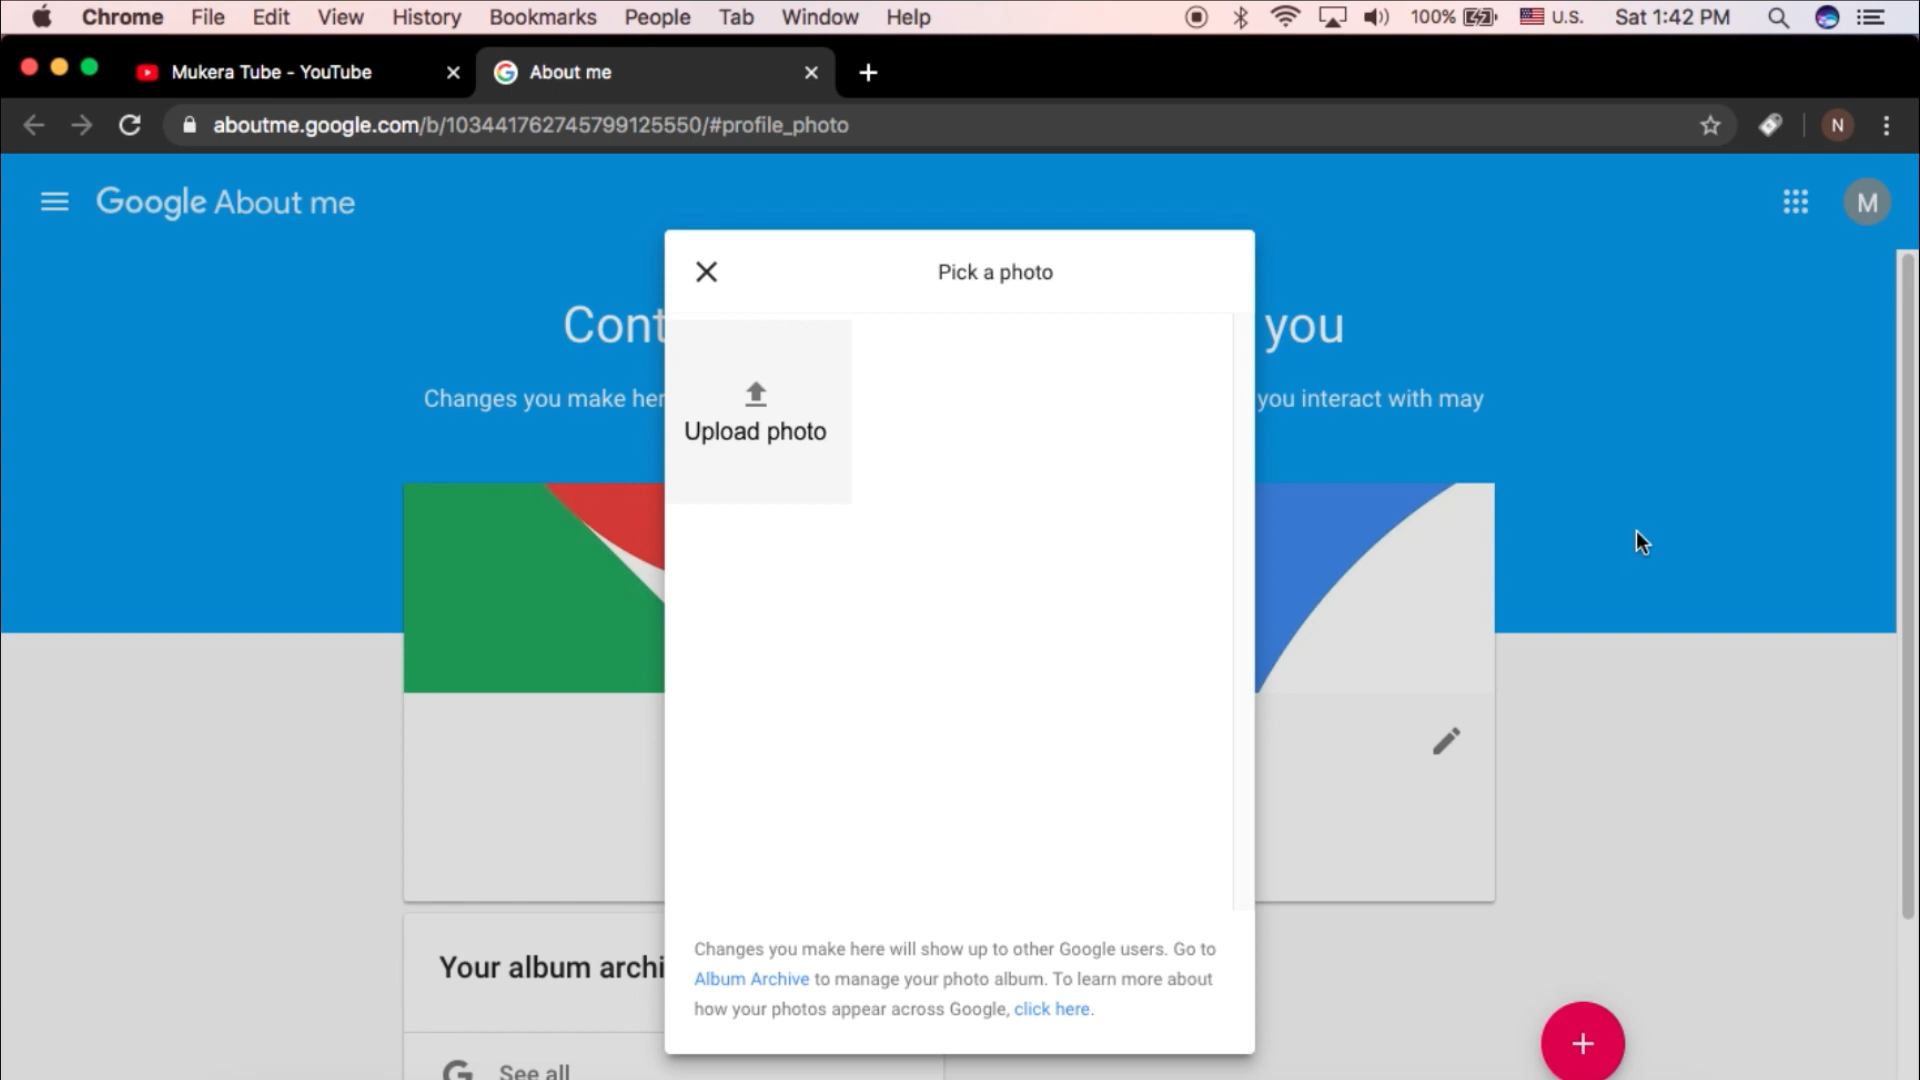 Chrome File Edit View History Bookmarks People Tab Window Help 100% U.S. Sat 1:42 PM
Mukera Tube - YouTube About me
aboutme.google.com/b/103441762745799125550/#profile_photo N
Google About me M
Pick a photo
Cont you
Changes you make her you interact with may
Upload photo
Changes you make here will show up to other Google users. Go to
Album Archive to manage your photo album. To learn more about
how your photos appear across Google, click here.
Your album archi
See all